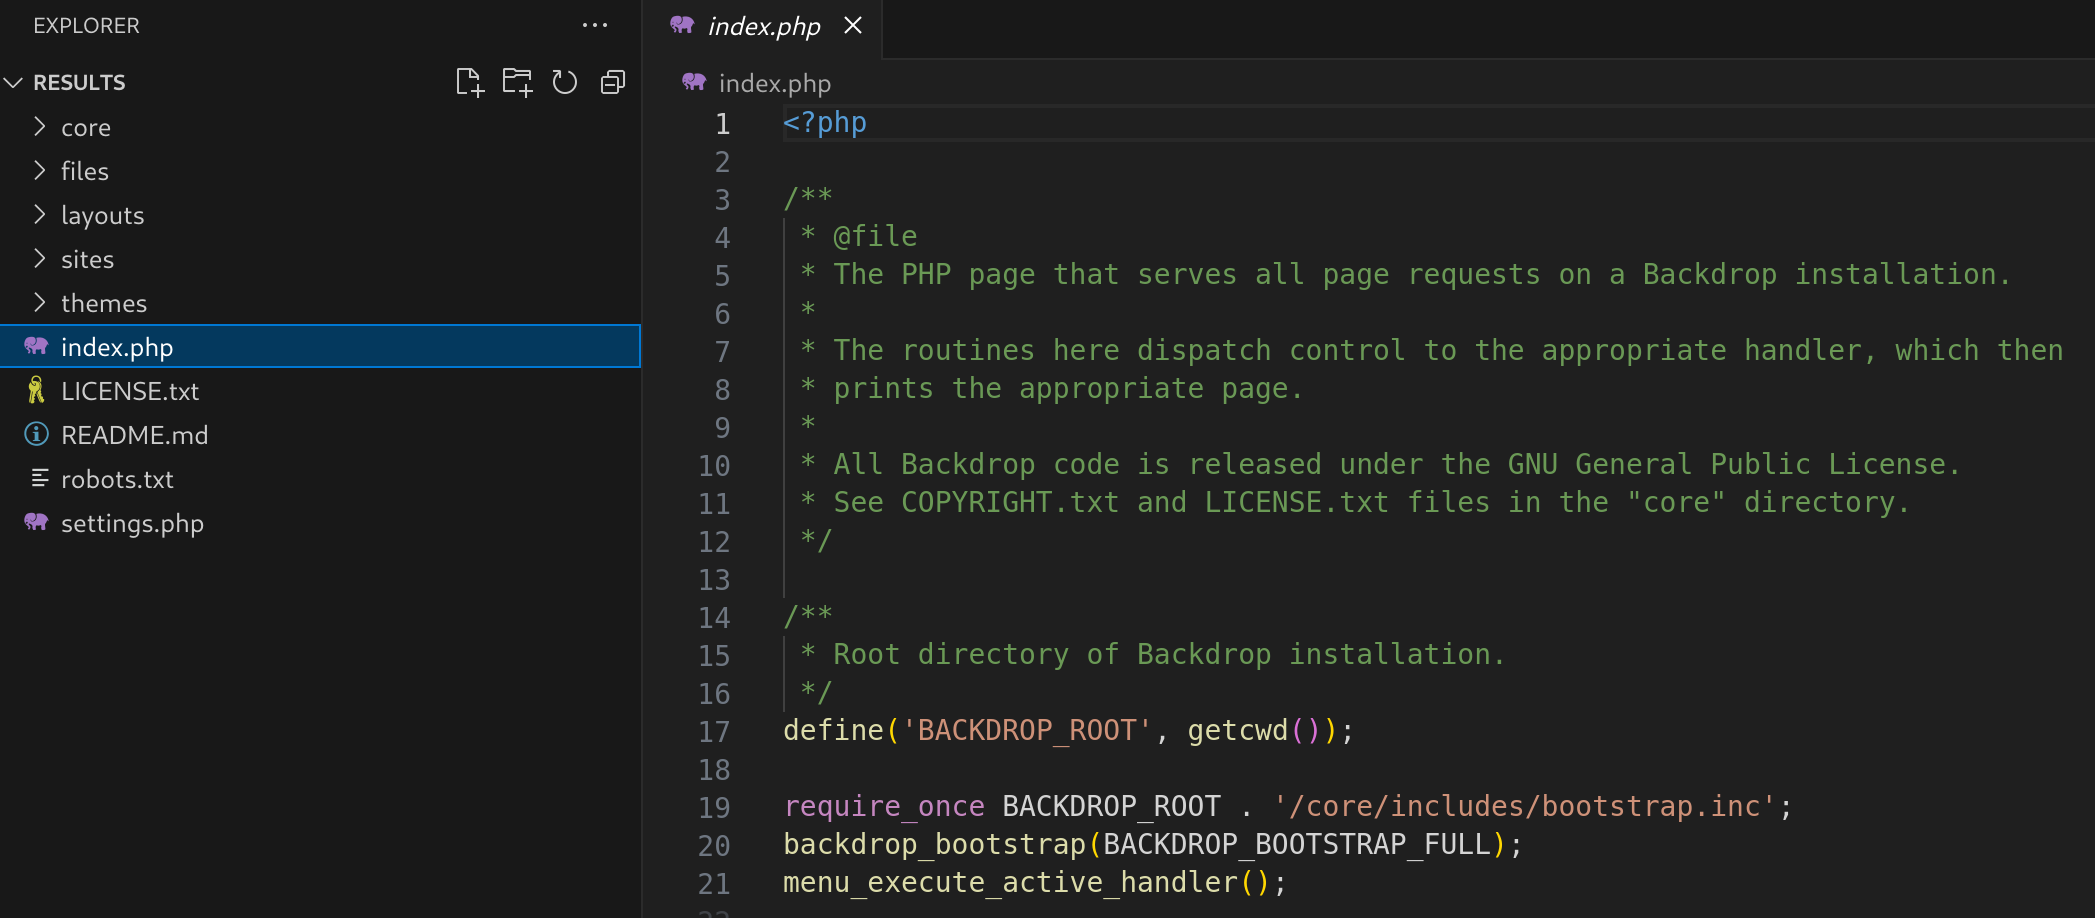 EXPLORER
RESULTS
core
files
layouts
sites
themes
index.php
LICENSE.txt
README.md
robots.txt
settings.php
index.php
index.php
1 <?php
2
3 /**
4  * @file
5  * The PHP page that serves all page requests on a Backdrop installation.
6  *
7  * The routines here dispatch control to the appropriate handler, which then
8  * prints the appropriate page.
9  *
10  * All Backdrop code is released under the GNU General Public License.
11  * See COPYRIGHT.txt and LICENSE.txt files in the "core" directory.
12  */
13
14 /**
15  * Root directory of Backdrop installation.
16  */
17 define('BACKDROP_ROOT', getcwd());
18
19 require_once BACKDROP_ROOT . '/core/includes/bootstrap.inc';
20 backdrop_bootstrap(BACKDROP_BOOTSTRAP_FULL);
21 menu_execute_active_handler();